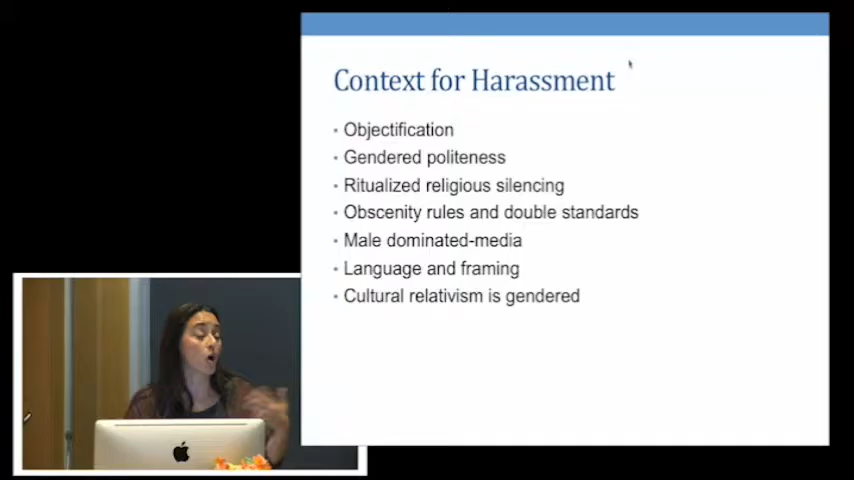 Context for Harassment
• Objectification
• Gendered politeness
• Ritualized religious silencing
• Obscenity rules and double standards
• Male dominated-media
• Language and framing
• Cultural relativism is gendered